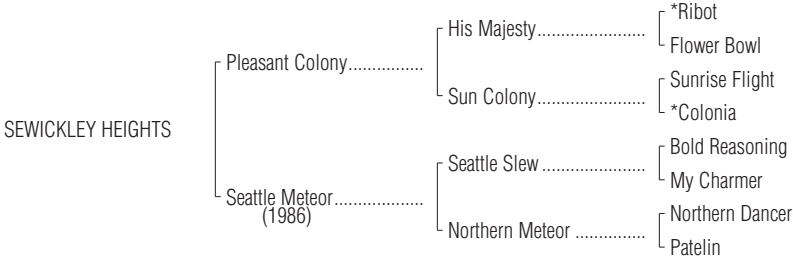 *Ribot
His Majesty........................
Flower Bowl
Pleasant Colony................
Sunrise Flight
Sun Colony........................
*Colonia
SEWICKLEY HEIGHTS
Bold Reasoning
Seattle Slew......................
My Charmer
Seattle Meteor...................
(1986)
Northern Dancer
Northern Meteor ...............
Patelin